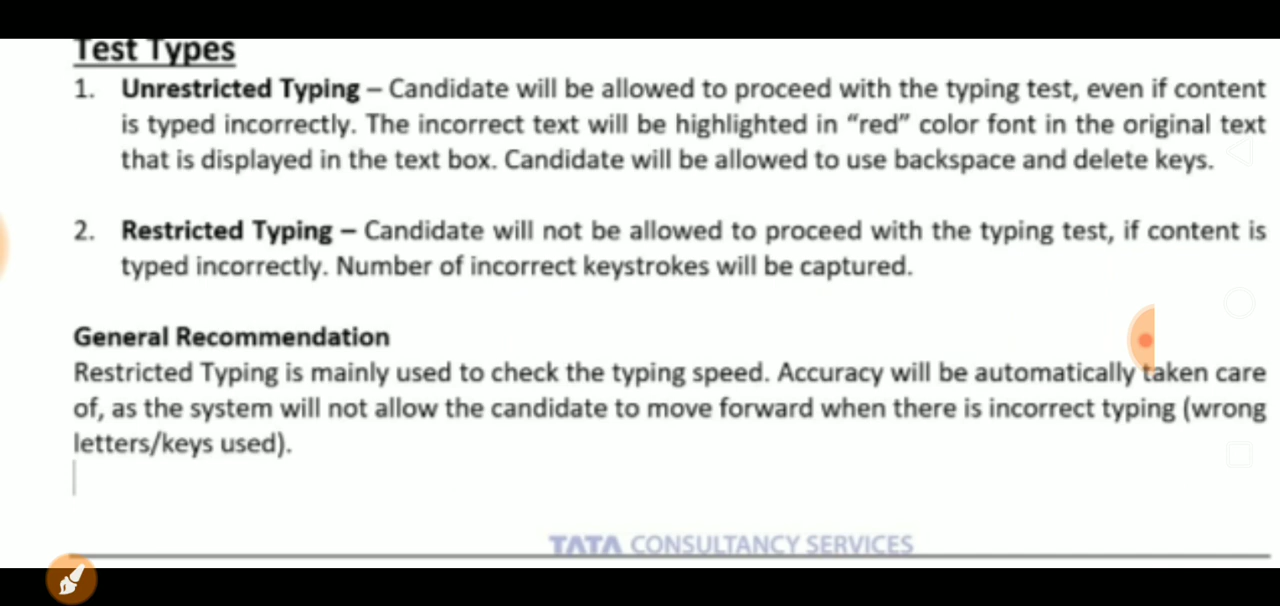 Test Types
1. Unrestricted Typing – Candidate will be allowed to proceed with the typing test, even if content
is typed incorrectly. The incorrect text will be highlighted in “red” color font in the original text
that is displayed in the text box. Candidate will be allowed to use backspace and delete keys.
2. Restricted Typing – Candidate will not be allowed to proceed with the typing test, if content is
typed incorrectly. Number of incorrect keystrokes will be captured.
General Recommendation
Restricted Typing is mainly used to check the typing speed. Accuracy will be automatically taken care
of, as the system will not allow the candidate to move forward when there is incorrect typing (wrong
letters/keys used).
TATA CONSULTANCY SERVICES